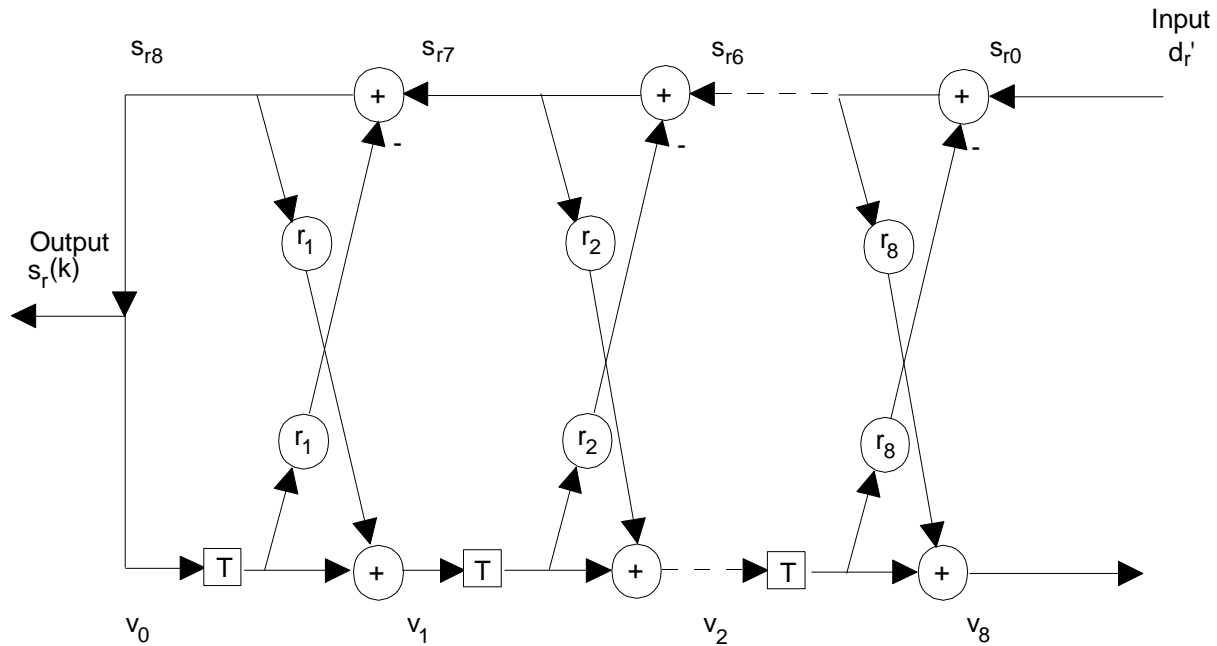 Input
d_r'
s_r8
s_r7
s_r6
s_r0
+
+
+
-
-
-
r_1
r_2
r_8
Output
s_r(k)
r_1
r_2
r_8
T
+
T
+
T
+
v_0
v_1
v_2
v_8